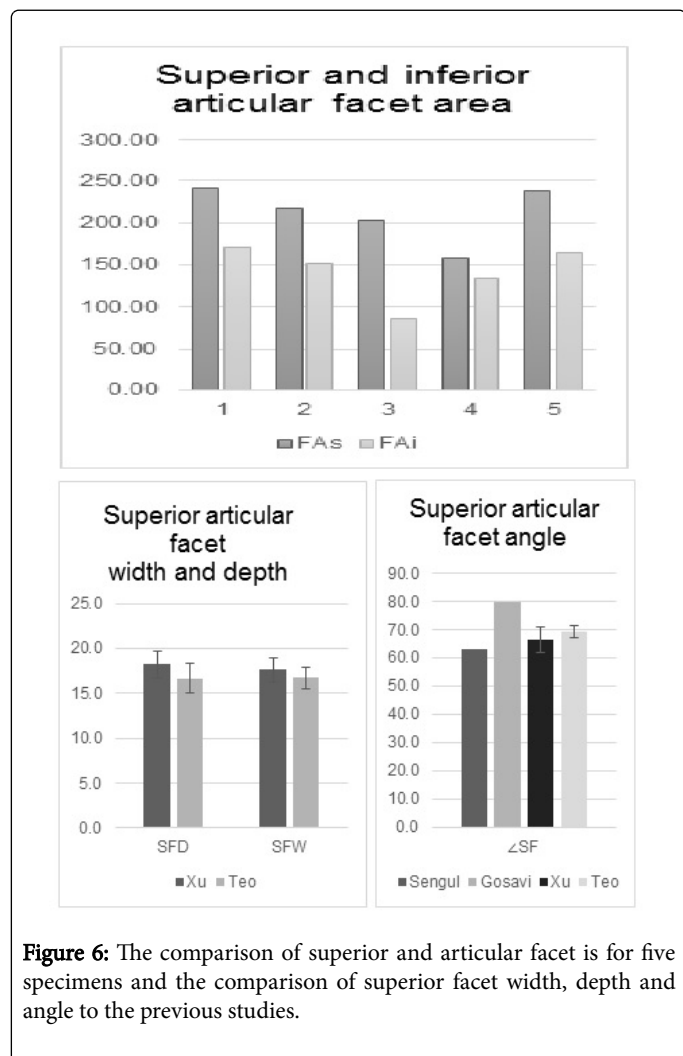 Superior and inferior
articular facet area
300.00
250.00
200.00
150.00
100.00
50.00
0.00
1 2 3 4 5
FAs FAi
Superior articular
facet
width and depth
25.0
20.0
15.0
10.0
5.0
0.0
SFD SFW
Xu Teo
Superior articular
facet angle
90.0
80.0
70.0
60.0
50.0
40.0
30.0
20.0
10.0
0.0
∠SF
Sengul Gosavi Xu Teo
Figure 6: The comparison of superior and articular facet is for five
specimens and the comparison of superior facet width, depth and
angle to the previous studies.